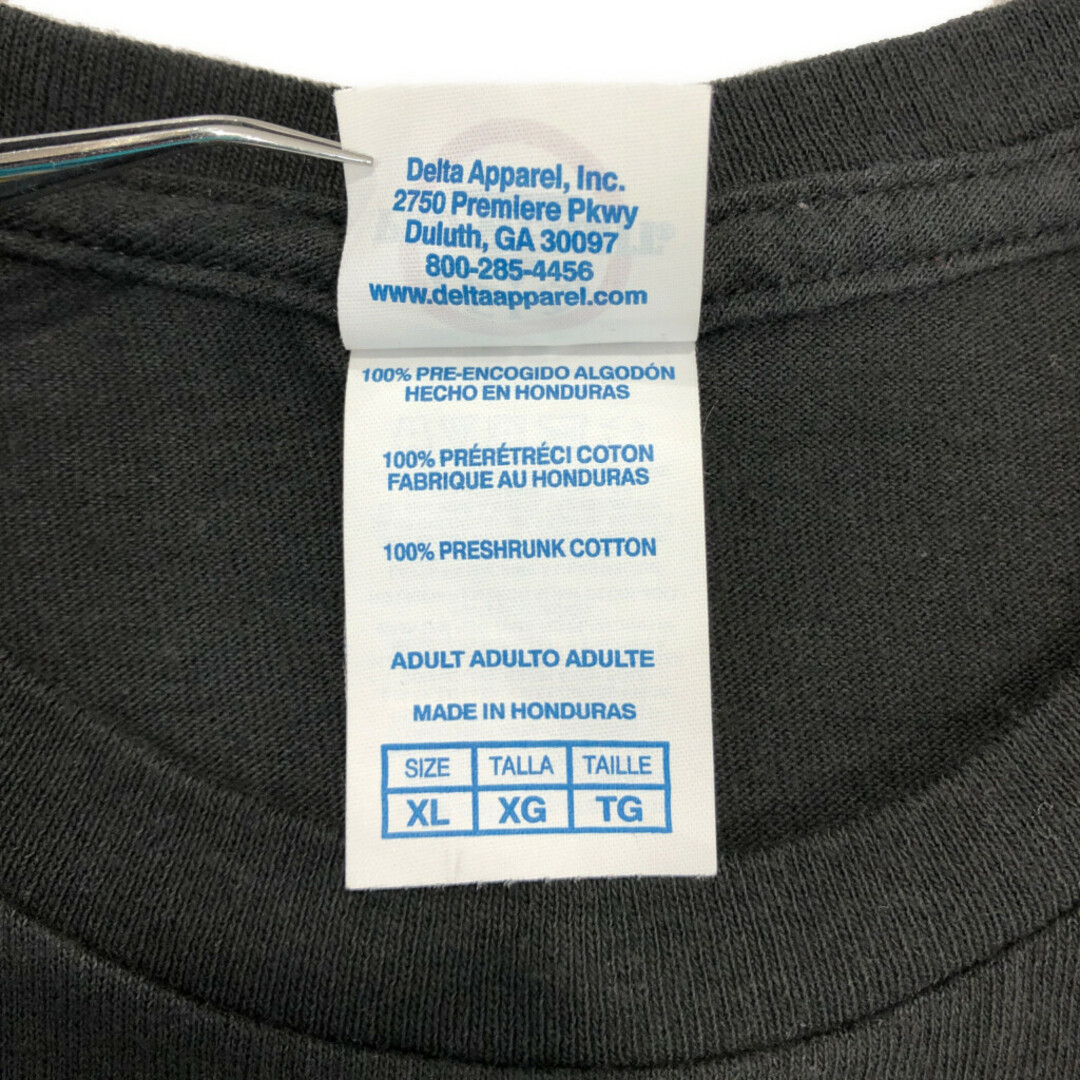 Delta Apparel, Inc.
2750 Premiere Pkwy
Duluth, GA 30097
800-285-4456
www.deltaapparel.com
100% PRE-ENCOGIDO ALGODÓN
HECHO EN HONDURAS
100% PRÉRÉTRÉCI COTON
FABRIQUE AU HONDURAS
100% PRESHRUNK COTTON
ADULT ADULTO ADULTE
MADE IN HONDURAS
SIZE TALLA TAILLE
XL XG TG